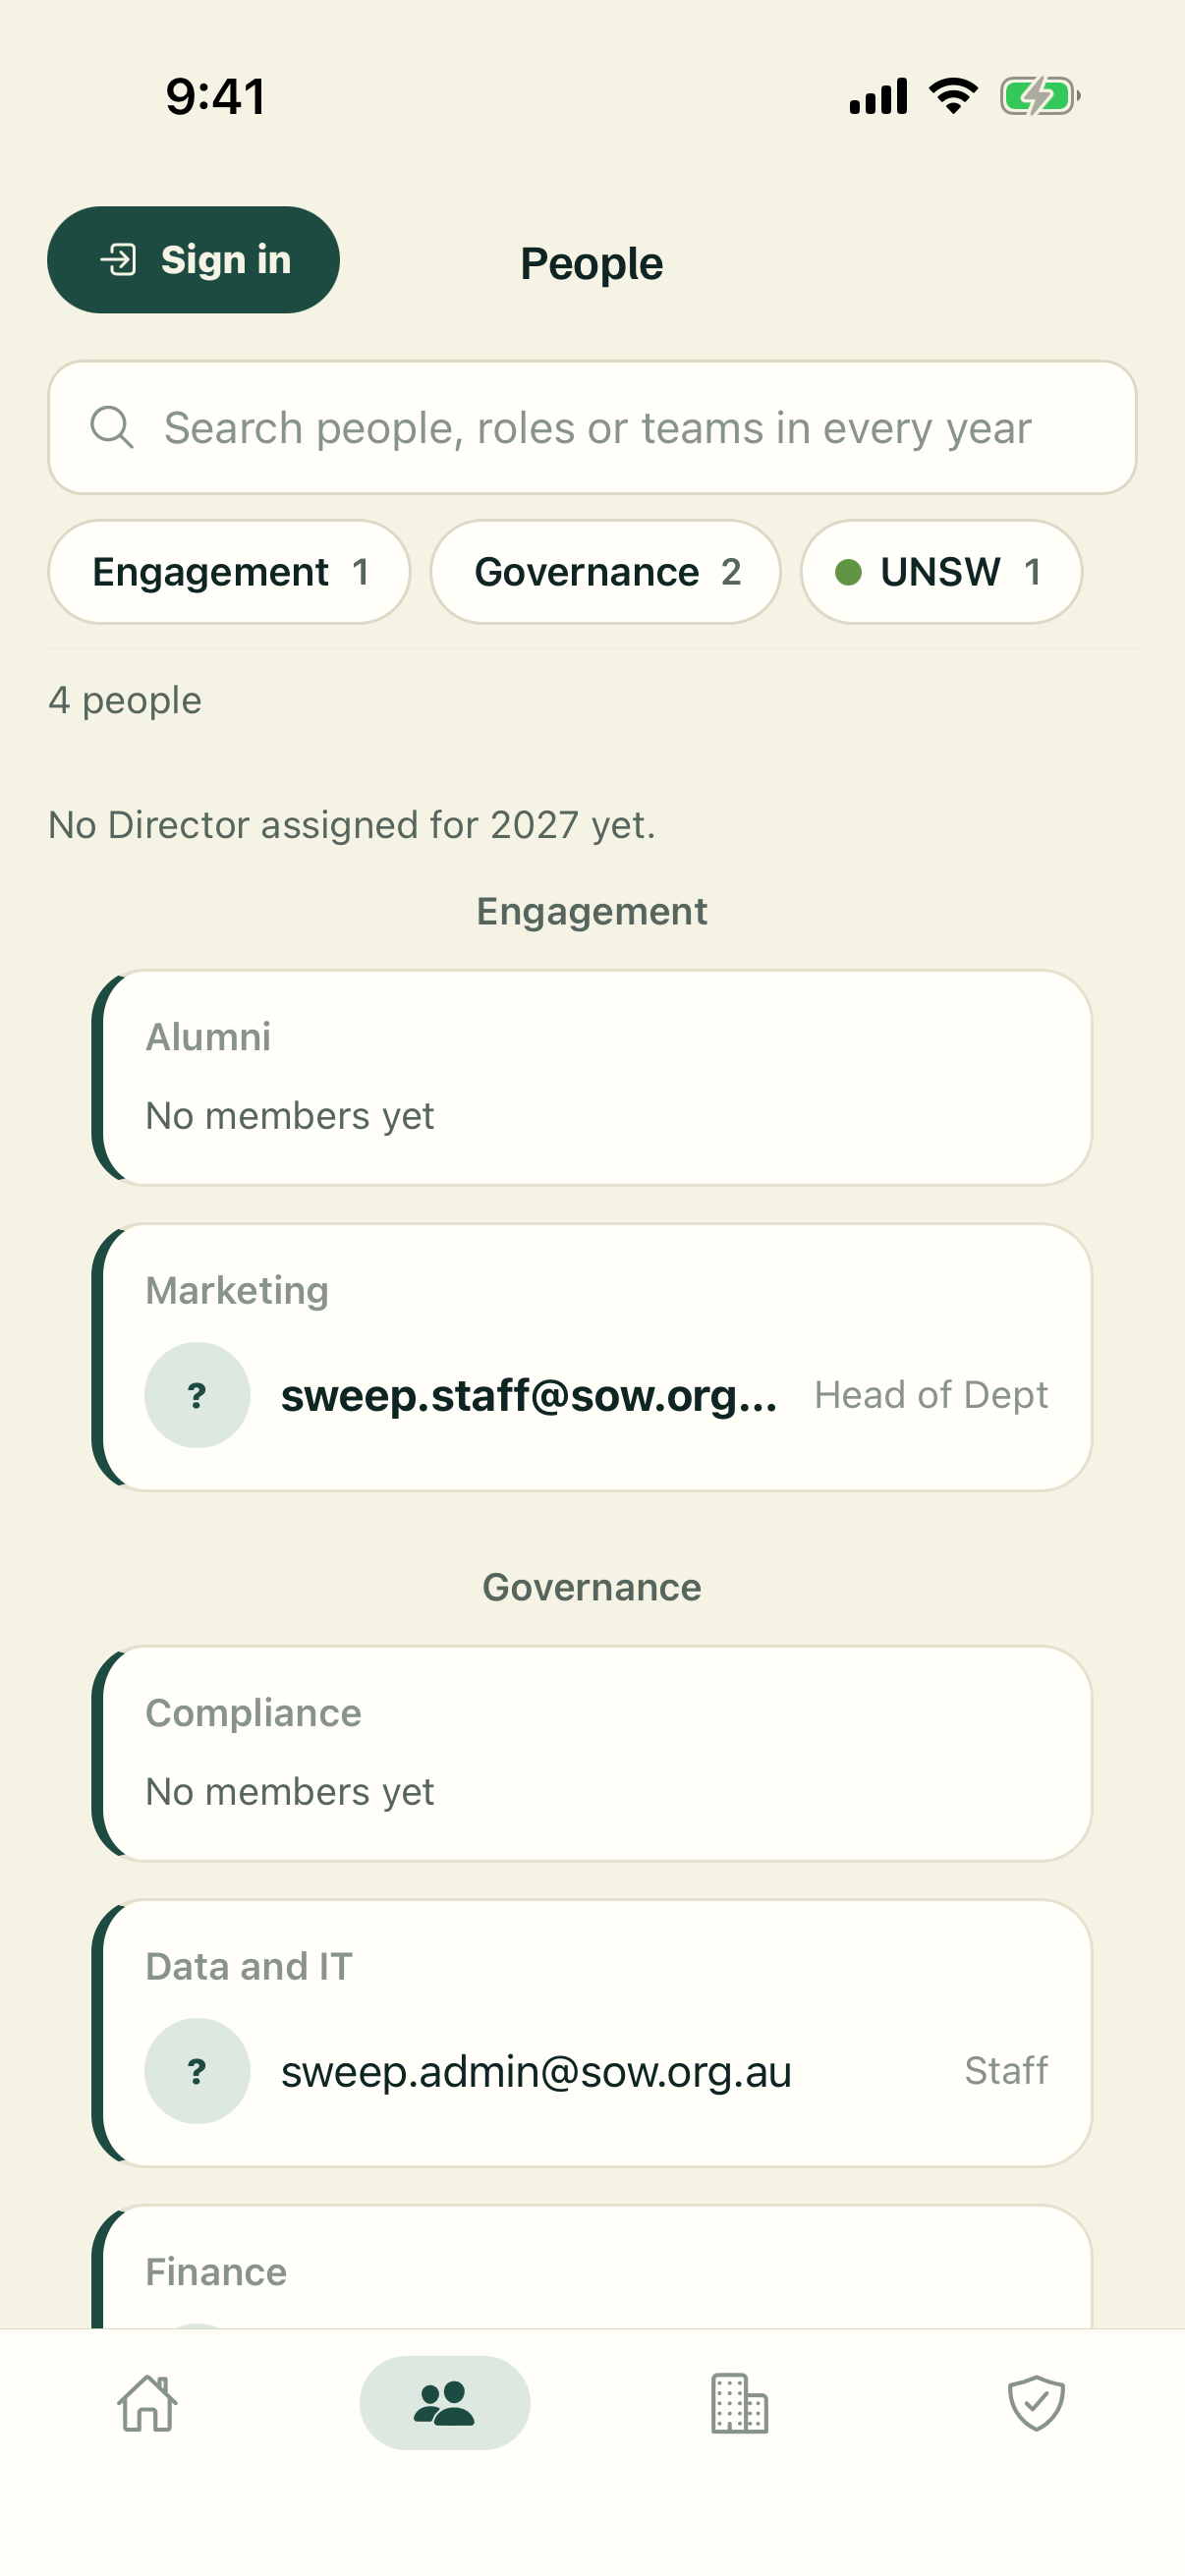 9:41
Sign in
People
Search people, roles or teams in every year
Engagement 1
Governance 2
UNSW 1
4 people
No Director assigned for 2027 yet.
Engagement
Alumni
No members yet
Marketing
? sweep.staff@sow.org... Head of Dept
Governance
Compliance
No members yet
Data and IT
? sweep.admin@sow.org.au Staff
Finance